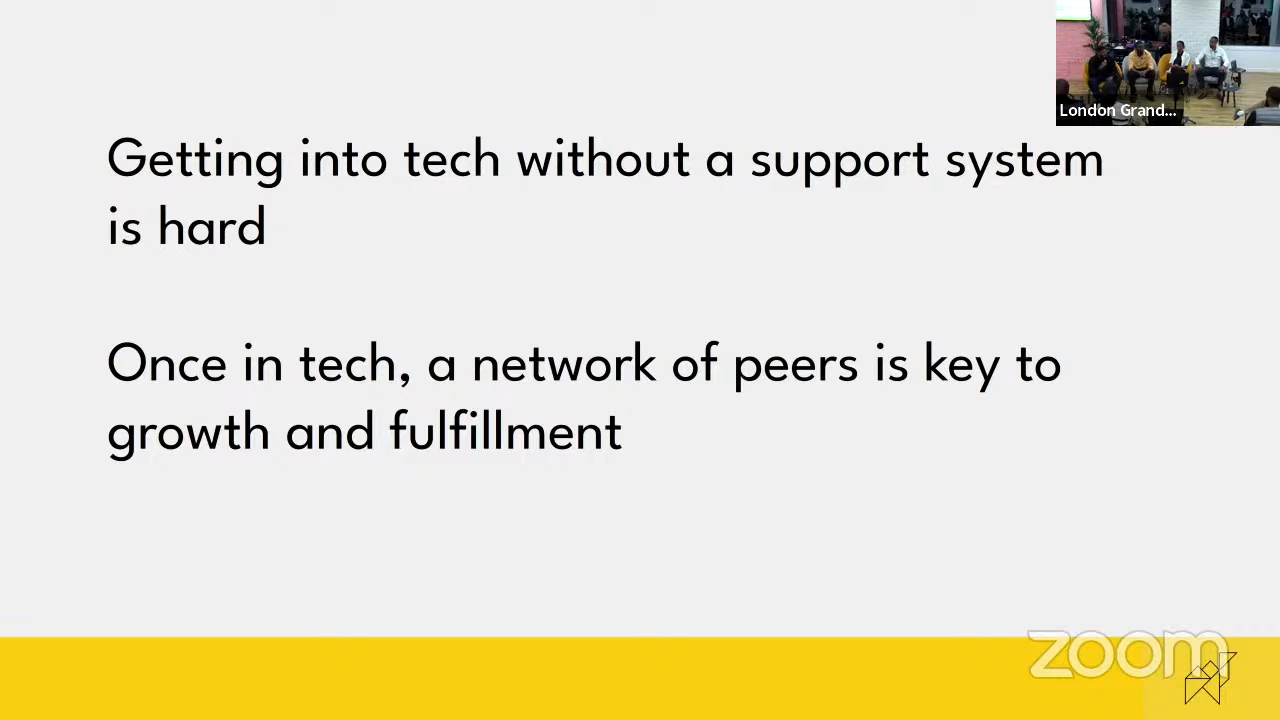 London Grand...
Getting into tech without a support system
is hard
Once in tech, a network of peers is key to
growth and fulfillment
zoom